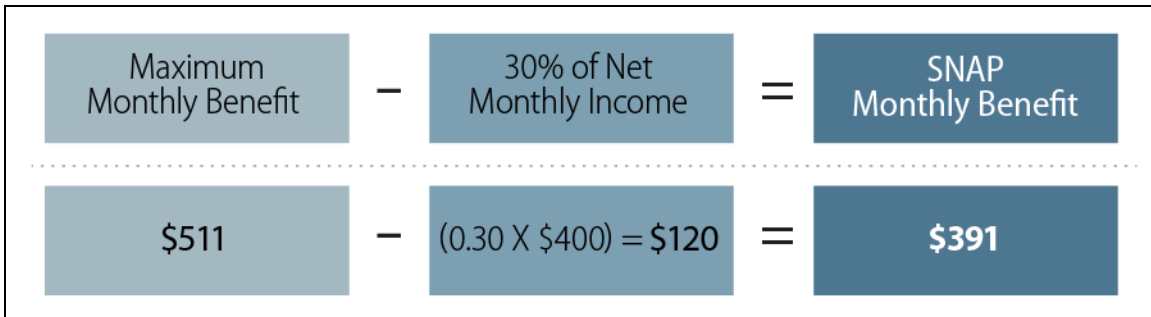 Maximum
Monthly Benefit
–
30% of Net
Monthly Income
=
SNAP
Monthly Benefit
$511
–
(0.30 X $400) = $120
=
$391